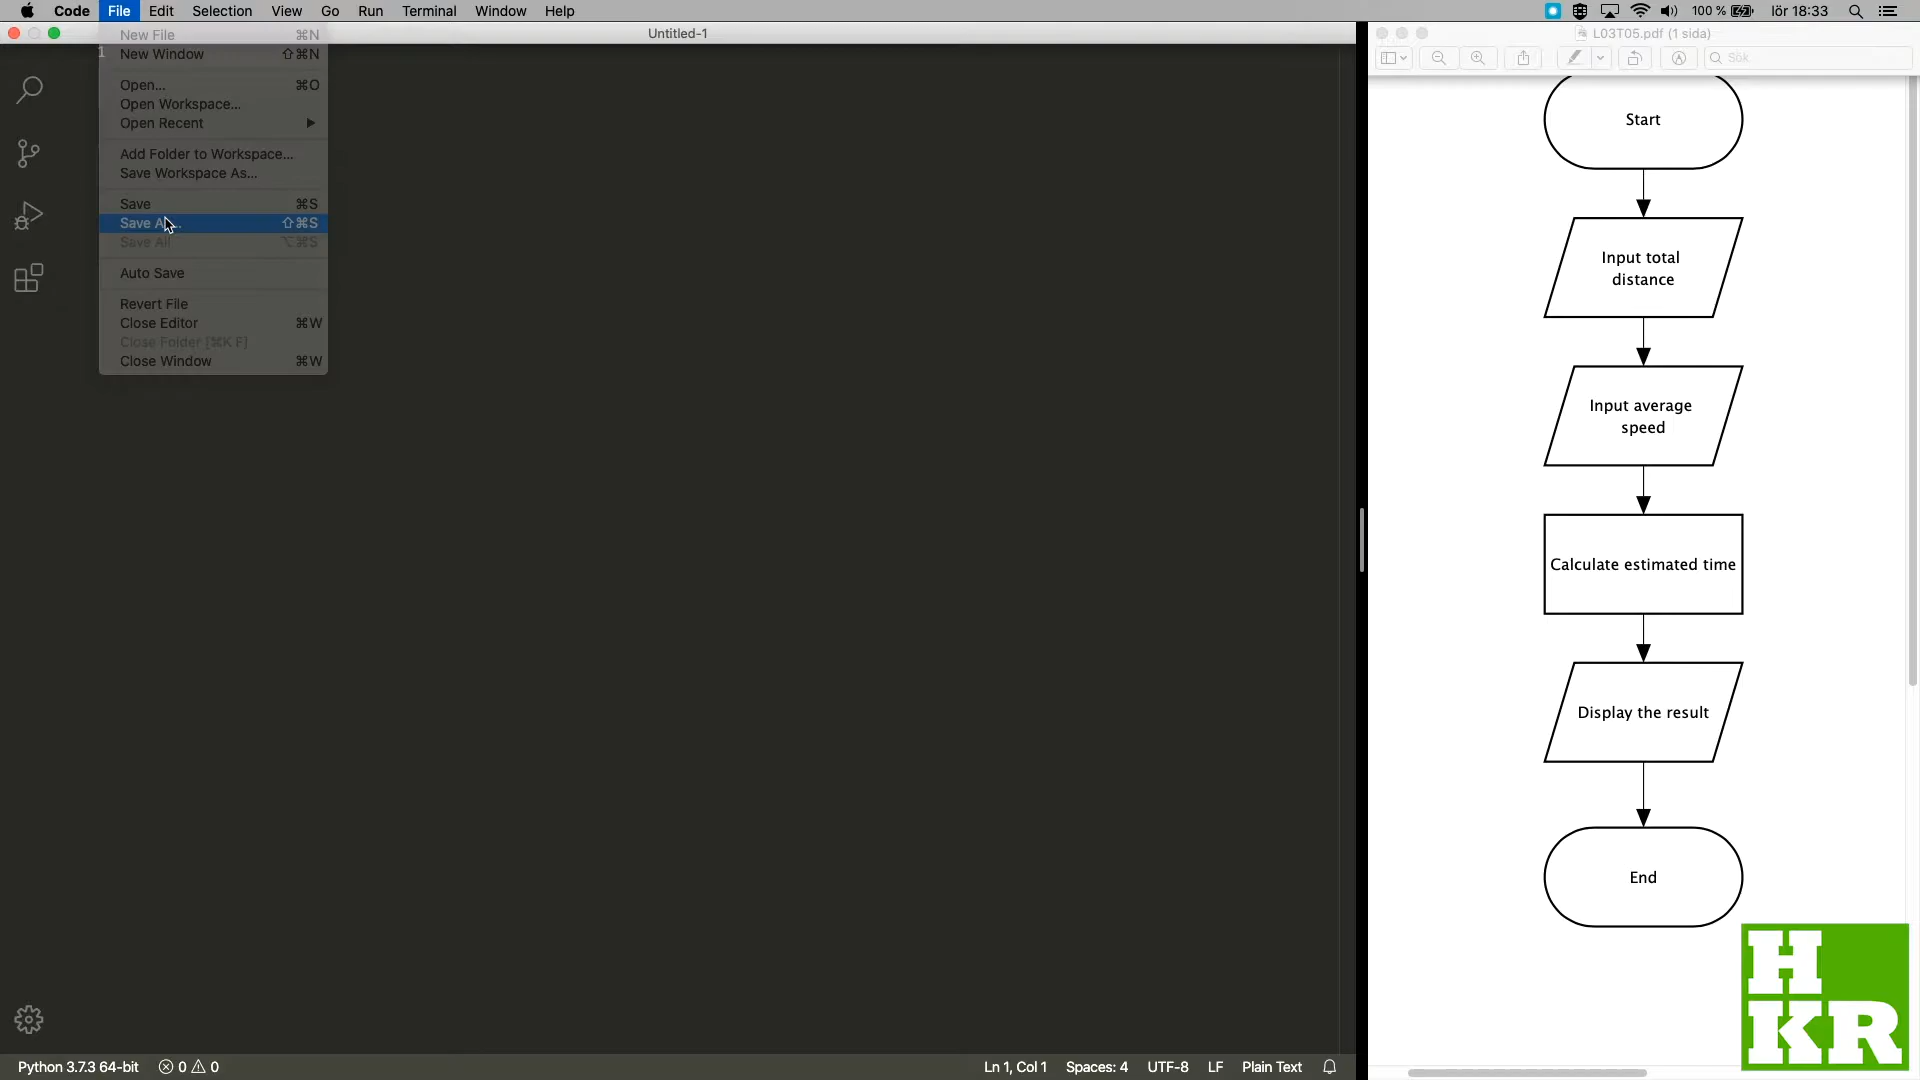 Code File Edit Selection View Go Run Terminal Window Help
100 % lör 18:33
Untitled-1
L03T05.pdf (1 sida)
Sök
1
New File ⌘N
New Window ⇧⌘N
Open... ⌘O
Open Workspace...
Open Recent
Add Folder to Workspace...
Save Workspace As...
Save ⌘S
Save A ... ⇧⌘S
Save All ⌥⌘S
Auto Save
Revert File
Close Editor ⌘W
Close Folder [⌘K F]
Close Window ⌘W
Start
Input total
distance
Input average
speed
Calculate estimated time
Display the result
End
HKR
Python 3.7.3 64-bit 0 0
Ln 1, Col 1 Spaces: 4 UTF-8 LF Plain Text